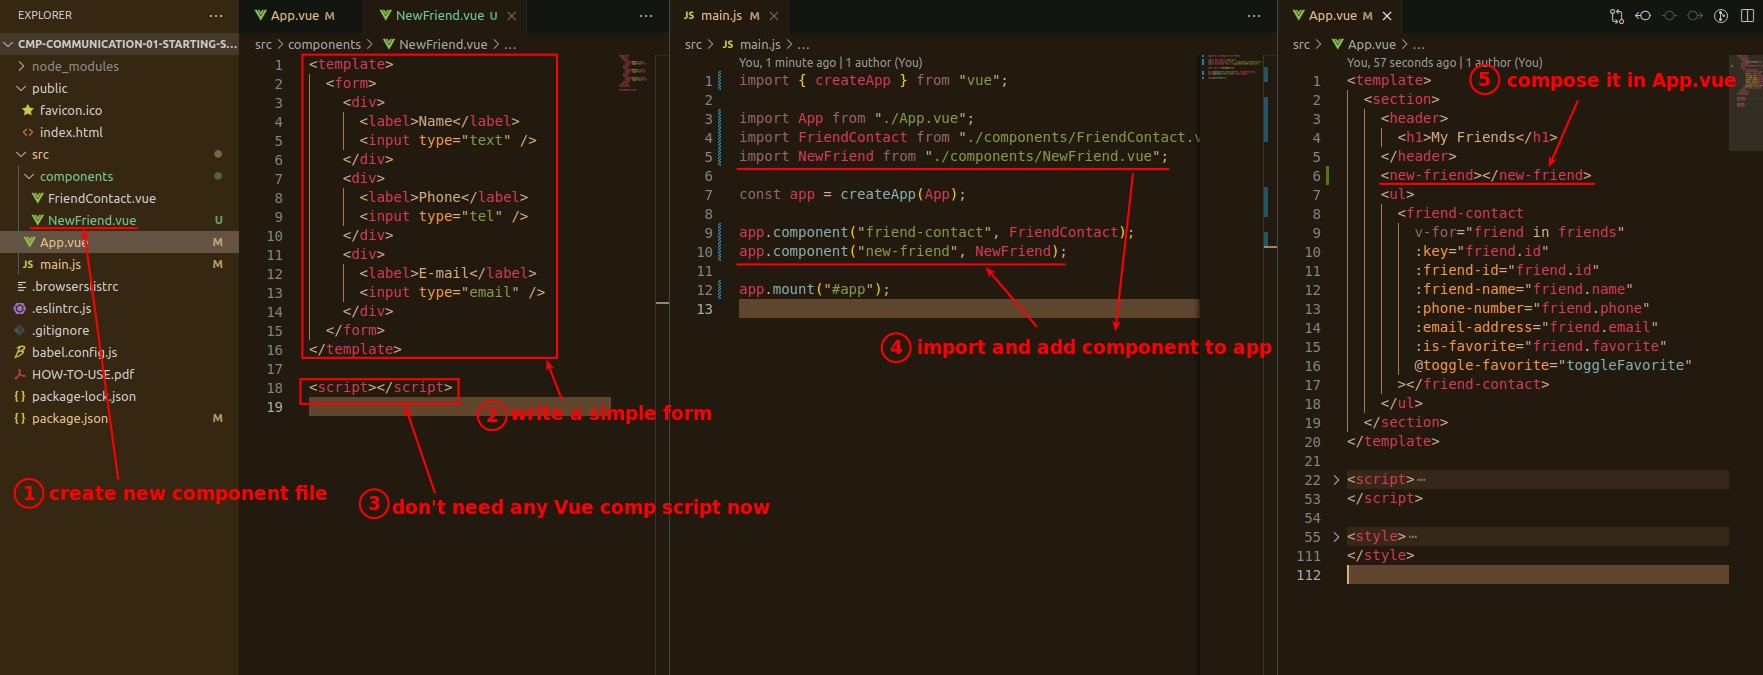 EXPLORER
CMP-COMMUNICATION-01-STARTING-S...
node_modules
public
favicon.ico
index.html
src
components
FriendContact.vue
NewFriend.vue U
App.vue M
main.js M
.browserslistrc
.eslintrc.js
.gitignore
babel.config.js
HOW-TO-USE.pdf
package-lock.json
package.json M
1 create new component file
App.vue M
NewFriend.vue U
src > components > NewFriend.vue > ...
1 <template>
2 <form>
3 <div>
4 <label>Name</label>
5 <input type="text" />
6 </div>
7 <div>
8 <label>Phone</label>
9 <input type="tel" />
10 </div>
11 <div>
12 <label>E-mail</label>
13 <input type="email" />
14 </div>
15 </form>
16 </template>
17
18 <script></script>
19
2 write a simple form
3 don't need any Vue comp script now
JS main.js M
src > JS main.js > ...
You, 1 minute ago | 1 author (You)
1 import { createApp } from "vue";
2
3 import App from "./App.vue";
4 import FriendContact from "./components/FriendContact.v
5 import NewFriend from "./components/NewFriend.vue";
6
7 const app = createApp(App);
8
9 app.component("friend-contact", FriendContact);
10 app.component("new-friend", NewFriend);
11
12 app.mount("#app");
13
4 import and add component to app
App.vue M
src > App.vue > ...
You, 57 seconds ago | 1 author (You)
5 compose it in App.vue
1 <template>
2 <section>
3 <header>
4 <h1>My Friends</h1>
5 </header>
6 <new-friend></new-friend>
7 <ul>
8 <friend-contact
9 v-for="friend in friends"
10 :key="friend.id"
11 :friend-id="friend.id"
12 :friend-name="friend.name"
13 :phone-number="friend.phone"
14 :email-address="friend.email"
15 :is-favorite="friend.favorite"
16 @toggle-favorite="toggleFavorite"
17 ></friend-contact>
18 </ul>
19 </section>
20 </template>
21
22 <script>...
53 </script>
54
55 <style>...
111 </style>
112